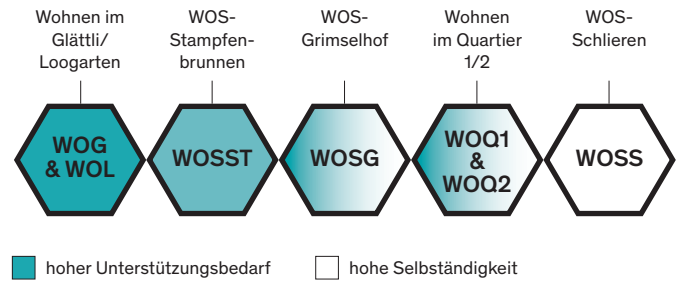 Wohnen im
Glättli/
Loogarten
WOS-
Stampfen-
brunnen
WOS-
Grimselhof
Wohnen
im Quartier
1/2
WOS-
Schlieren
WOG
& WOL
WOSST
WOSG
WOQ1
&
WOQ2
WOSS
hoher Unterstützungsbedarf
hohe Selbständigkeit